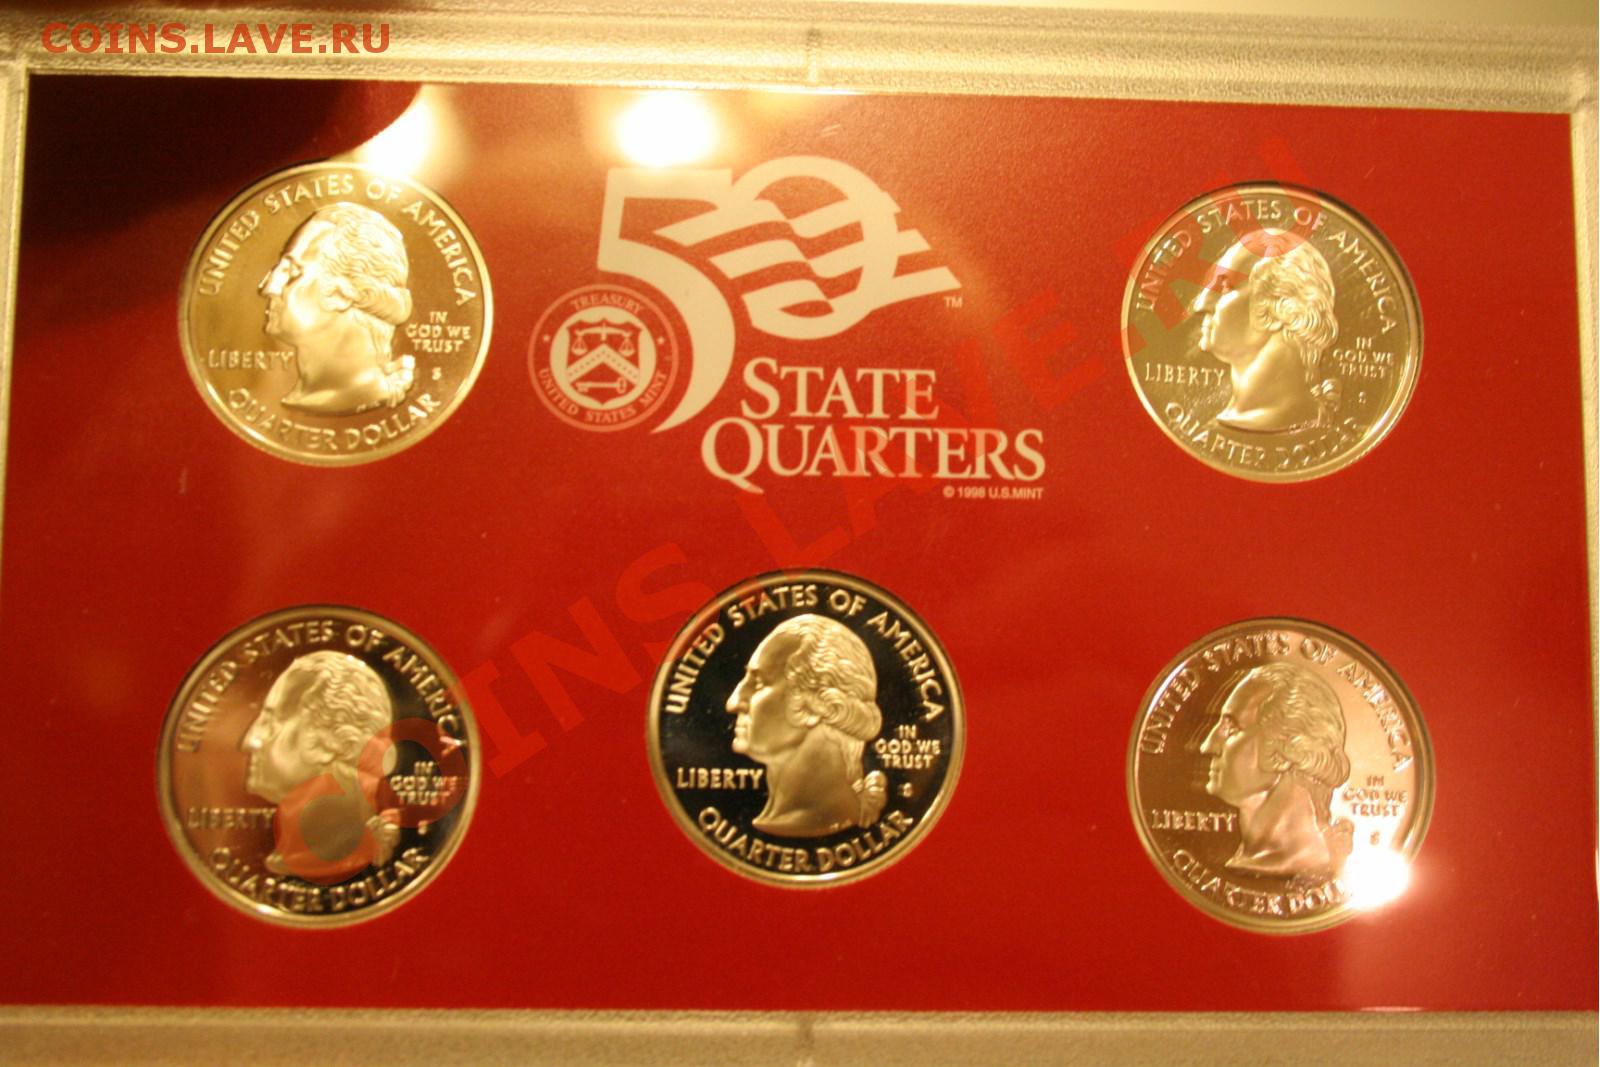 COINS.LAVE.RU
UNITED STATES OF AMERICA
LIBERTY
IN
GOD WE
TRUST
S
QUARTER DOLLAR
50
TM
TREASURY
UNITED STATES MINT
STATE
QUARTERS
© 1998 U.S.MINT
UNITED STATES OF AMERICA
LIBERTY
IN
GOD WE
TRUST
S
QUARTER DOLLAR
COINS.LAVE.RU
UNITED STATES OF AMERICA
LIBERTY
IN
GOD WE
TRUST
S
QUARTER DOLLAR
UNITED STATES OF AMERICA
LIBERTY
IN
GOD WE
TRUST
S
QUARTER DOLLAR
UNITED STATES OF AMERICA
LIBERTY
IN
GOD WE
TRUST
S
QUARTER